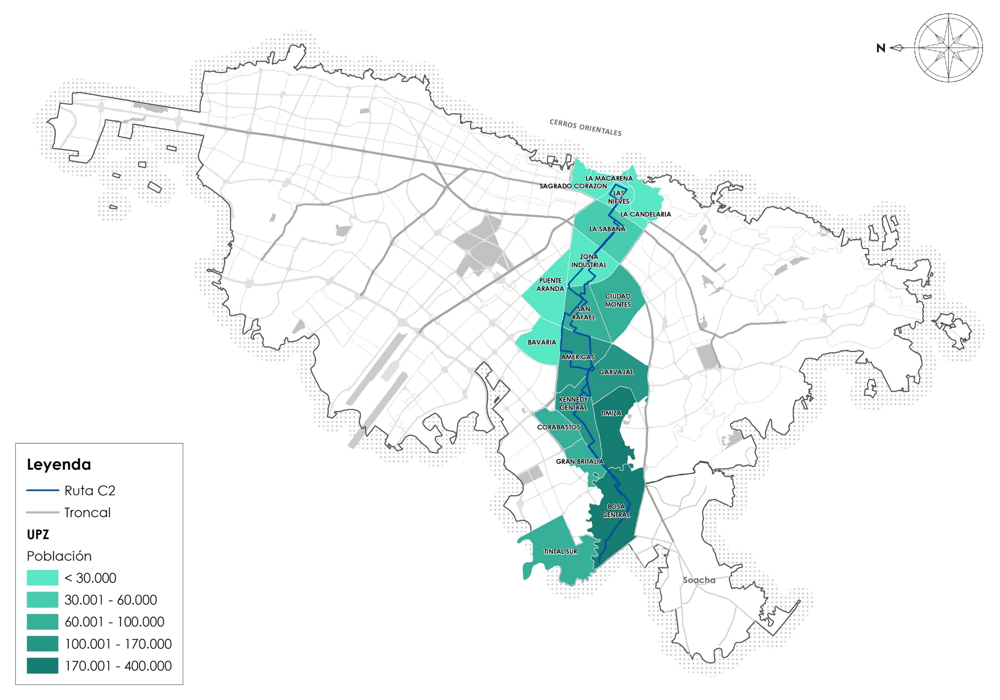 N
CERROS ORIENTALES
LA MACARENA
SAGRADO CORAZON
LAS
NIEVES
LA CANDELARIA
LA SABANA
ZONA
INDUSTRIAL
PUENTE
ARANDA
CIUDAD
MONTES
SAN
RAFAEL
BAVARIA
AMERICAS
CARVAJAL
KENNEDY
CENTRAL
TIMIZA
CORABASTOS
GRAN BRITALIA
BOSA
CENTRAL
TINTAL SUR
Soacha
Leyenda
Ruta C2
Troncal
UPZ
Población
< 30.000
30.001 - 60.000
60.001 - 100.000
100.001 - 170.000
170.001 - 400.000